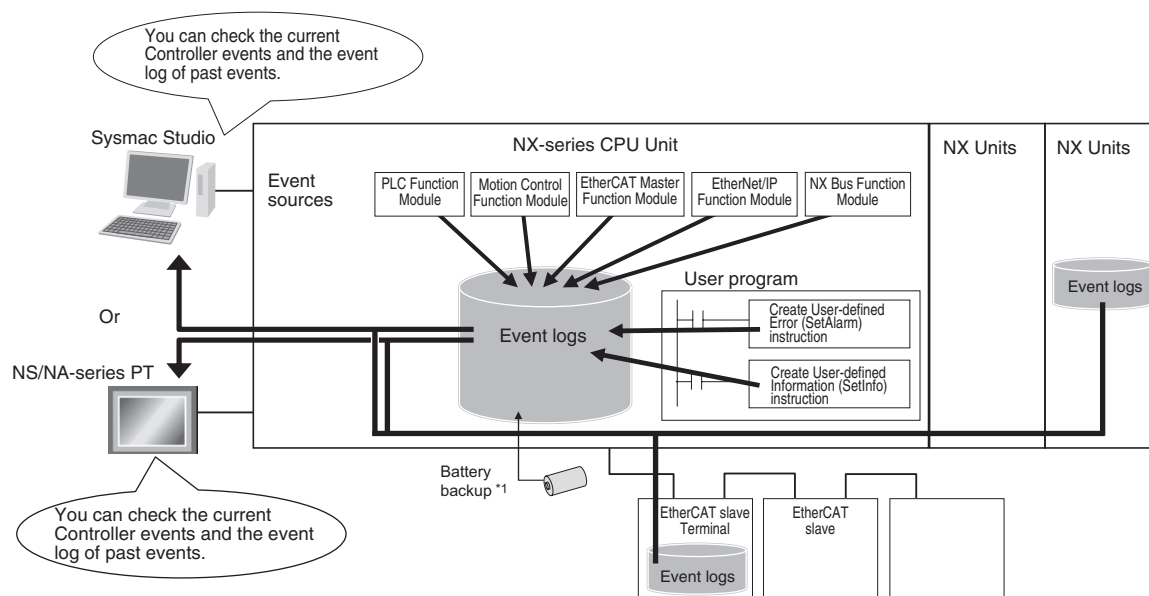 You can check the current
Controller events and the event
log of past events.
Sysmac Studio
NX-series CPU Unit
NX Units
NX Units
Event
sources
PLC Function
Module
Motion Control
Function Module
EtherCAT Master
Function Module
EtherNet/IP
Function Module
NX Bus Function
Module
User program
Event logs
Create User-defined
Error (SetAlarm)
instruction
Or
Event logs
NS/NA-series PT
Create User-defined
Information (SetInfo)
instruction
Battery
backup *1
You can check the current
Controller events and the event
log of past events.
EtherCAT slave
Terminal
EtherCAT
slave
Event logs